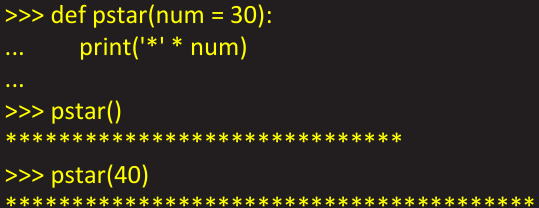 >>> def pstar(num = 30):
...     print('*' * num)
...
>>> pstar()
******************************
>>> pstar(40)
****************************************